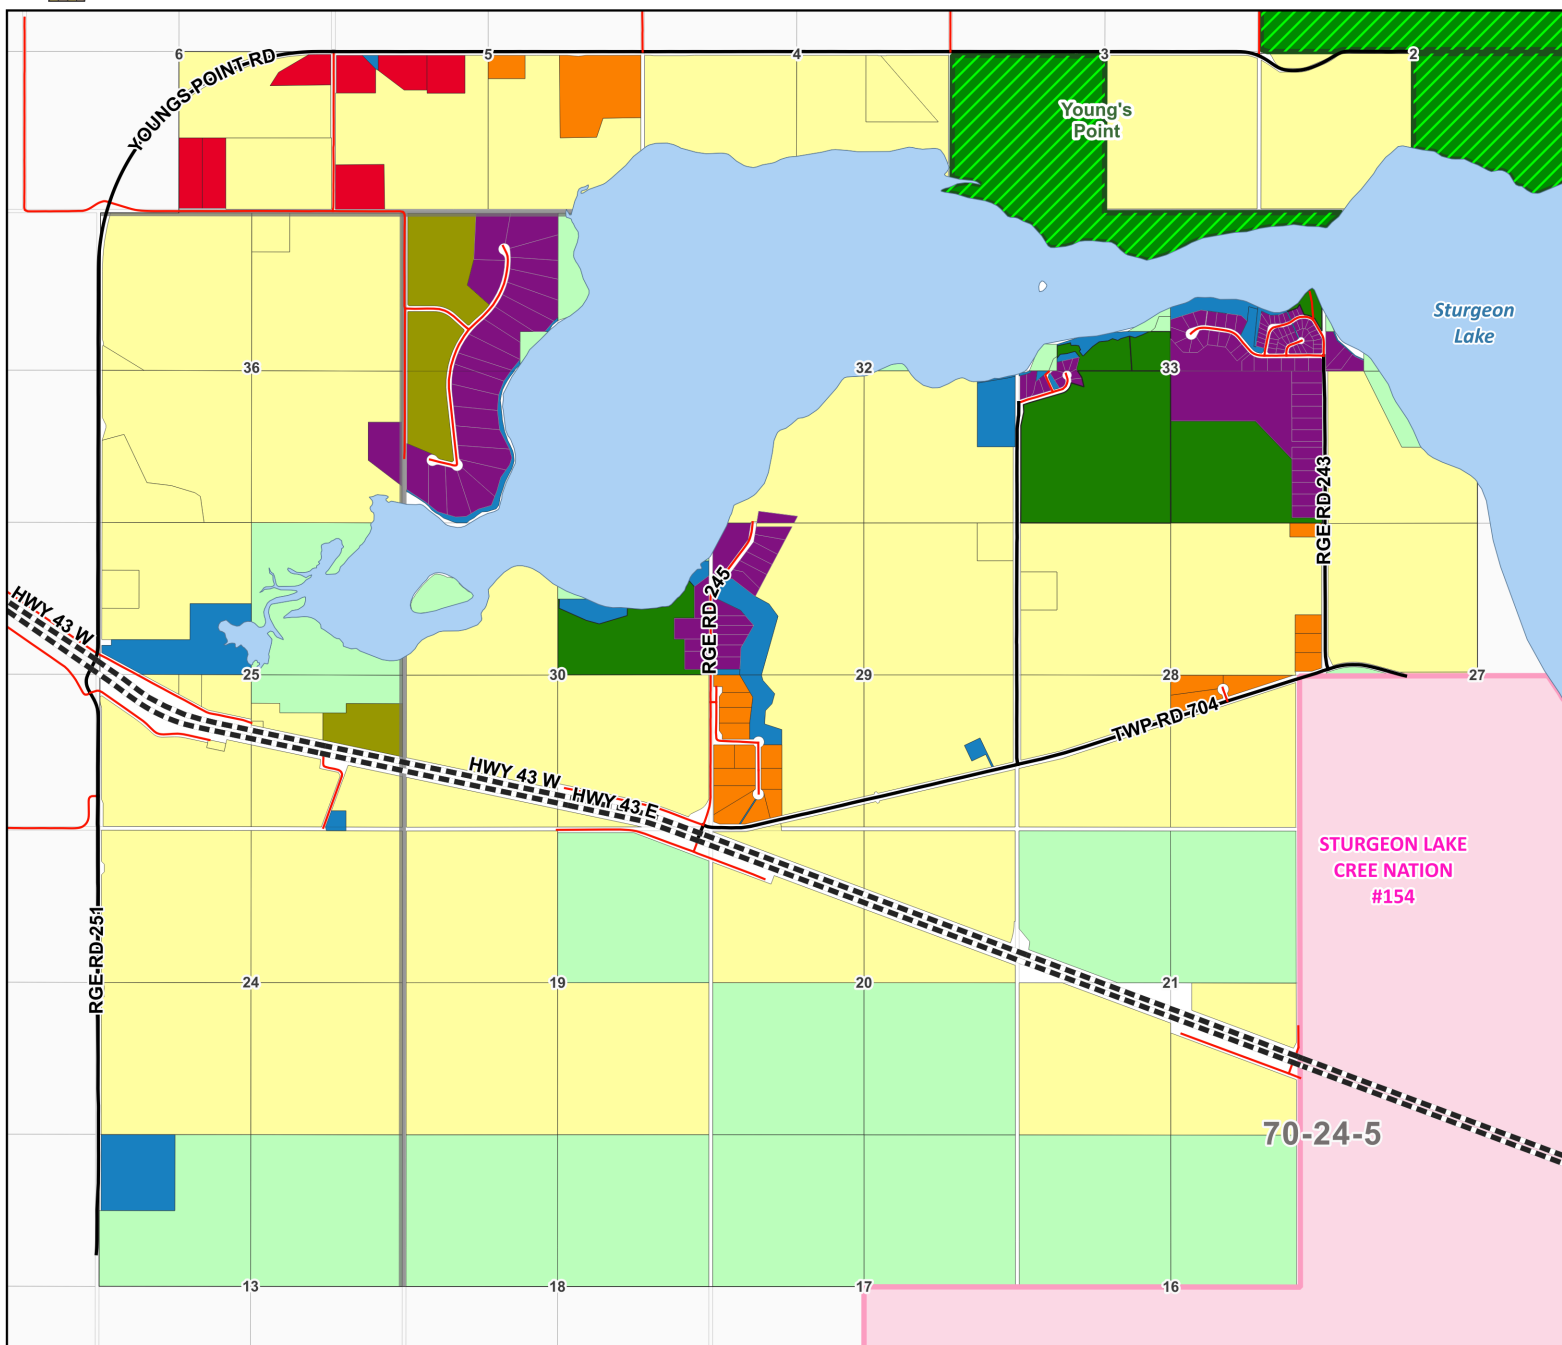 6
5
4
3
2
YOUNGS POINT RD
Young's
Point
Sturgeon
Lake
36
32
33
RGE RD 243
HWY 43 W
RGE RD 245
25
30
29
28
27
TWP RD 704
HWY 43 W
HWY 43 E
STURGEON LAKE
CREE NATION
#154
RGE RD 251
24
19
20
21
70-24-5
13
18
17
16